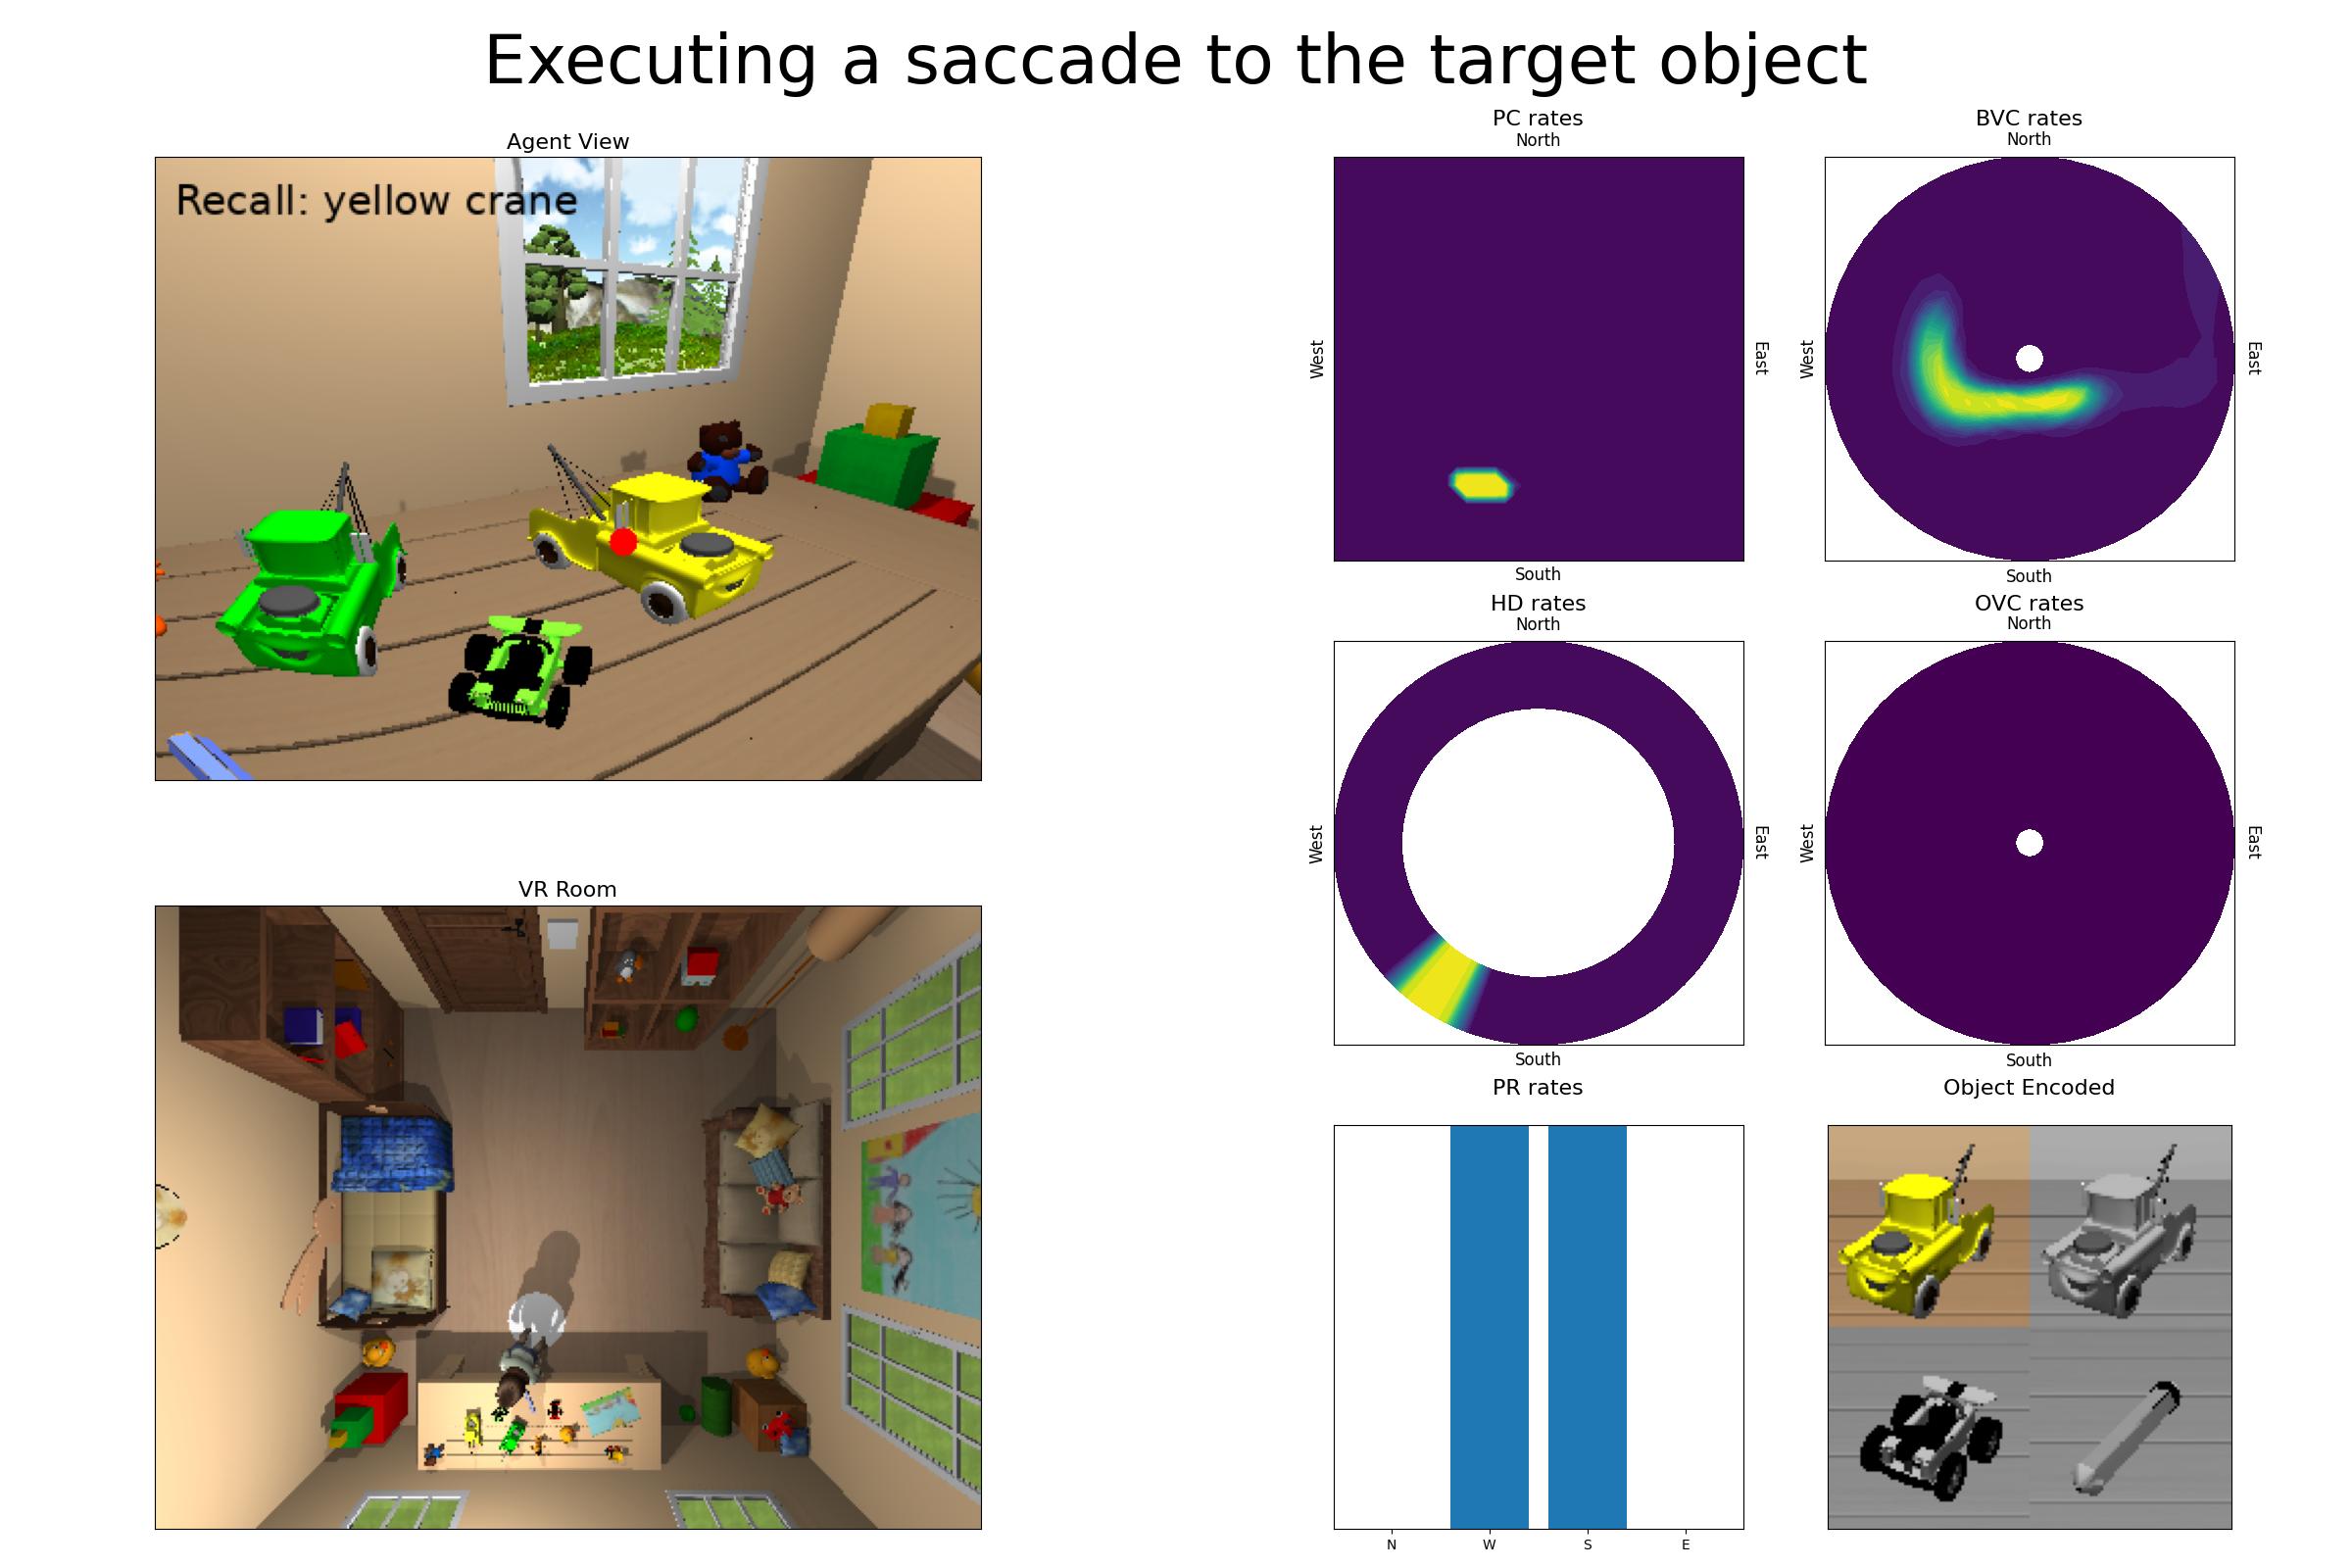 Executing a saccade to the target object
Agent View
Recall: yellow crane
VR Room
PC rates
North
West
East
South
BVC rates
North
West
East
South
HD rates
North
West
East
South
OVC rates
North
West
East
South
PR rates
N W S E
Object Encoded